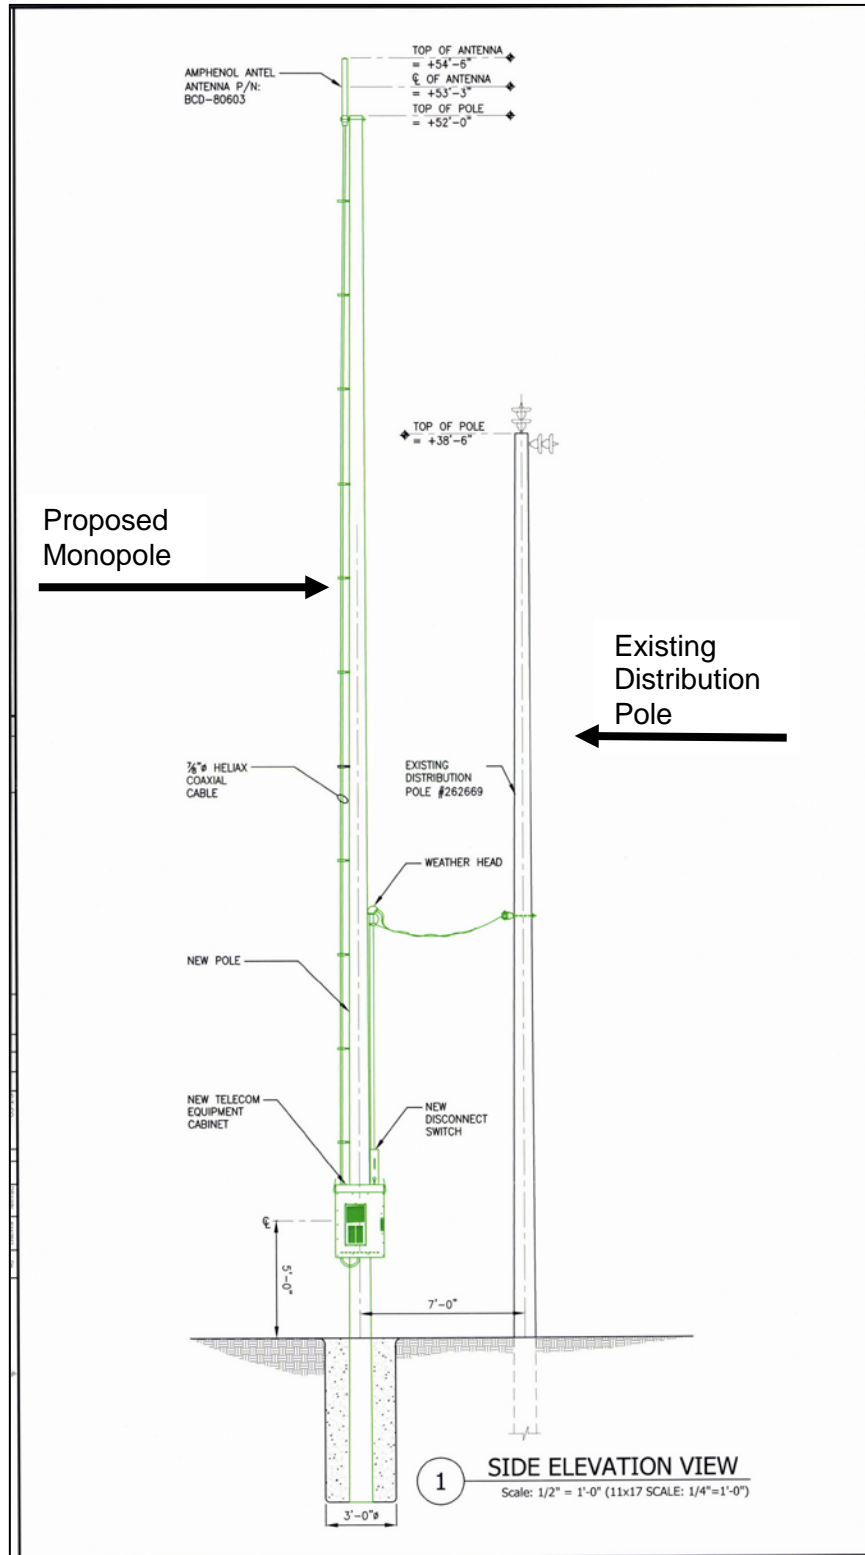 TOP OF ANTENNA
= +54'-6"
AMPHENOL ANTEL
ANTENNA P/N:
BCD-80603
℄ OF ANTENNA
= +53'-3"
TOP OF POLE
= +52'-0"
TOP OF POLE
= +38'-6"
Proposed
Monopole
Existing
Distribution
Pole
⅞"ø HELIAX
COAXIAL
CABLE
EXISTING
DISTRIBUTION
POLE #262669
WEATHER HEAD
NEW POLE
NEW TELECOM
EQUIPMENT
CABINET
NEW
DISCONNECT
SWITCH
℄
5'-0"
7'-0"
3'-0"ø
1
SIDE ELEVATION VIEW
Scale: 1/2" = 1'-0" (11x17 SCALE: 1/4"=1'-0")